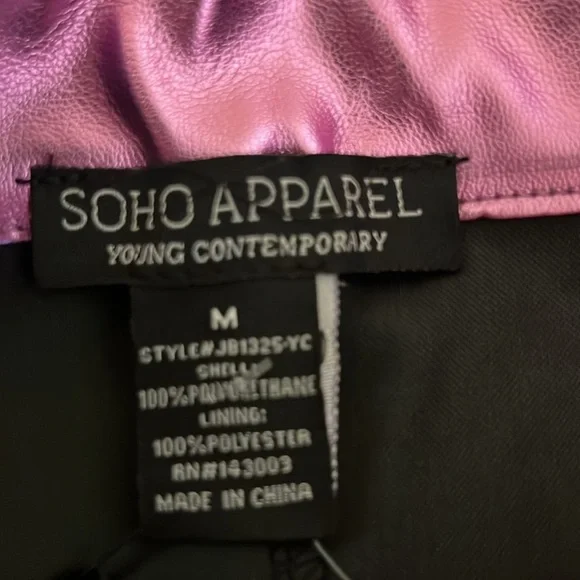 SOHO APPAREL
YOUNG CONTEMPORARY
M
STYLE#JB1325-YC
SHELL:
100%POLYURETHANE
LINING:
100%POLYESTER
RN#143003
MADE IN CHINA